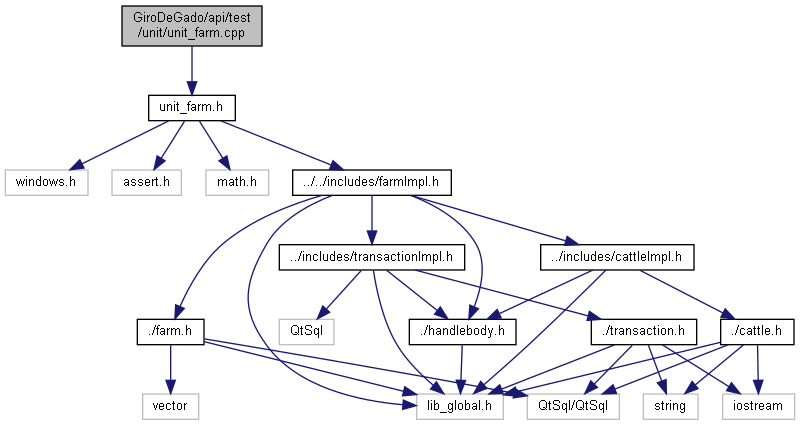 GiroDeGado/api/test
/unit/unit_farm.cpp
unit_farm.h
windows.h
assert.h
math.h
../../includes/farmImpl.h
../includes/transactionImpl.h
../includes/cattleImpl.h
./farm.h
QtSql
./handlebody.h
./transaction.h
./cattle.h
vector
lib_global.h
QtSql/QtSql
string
iostream